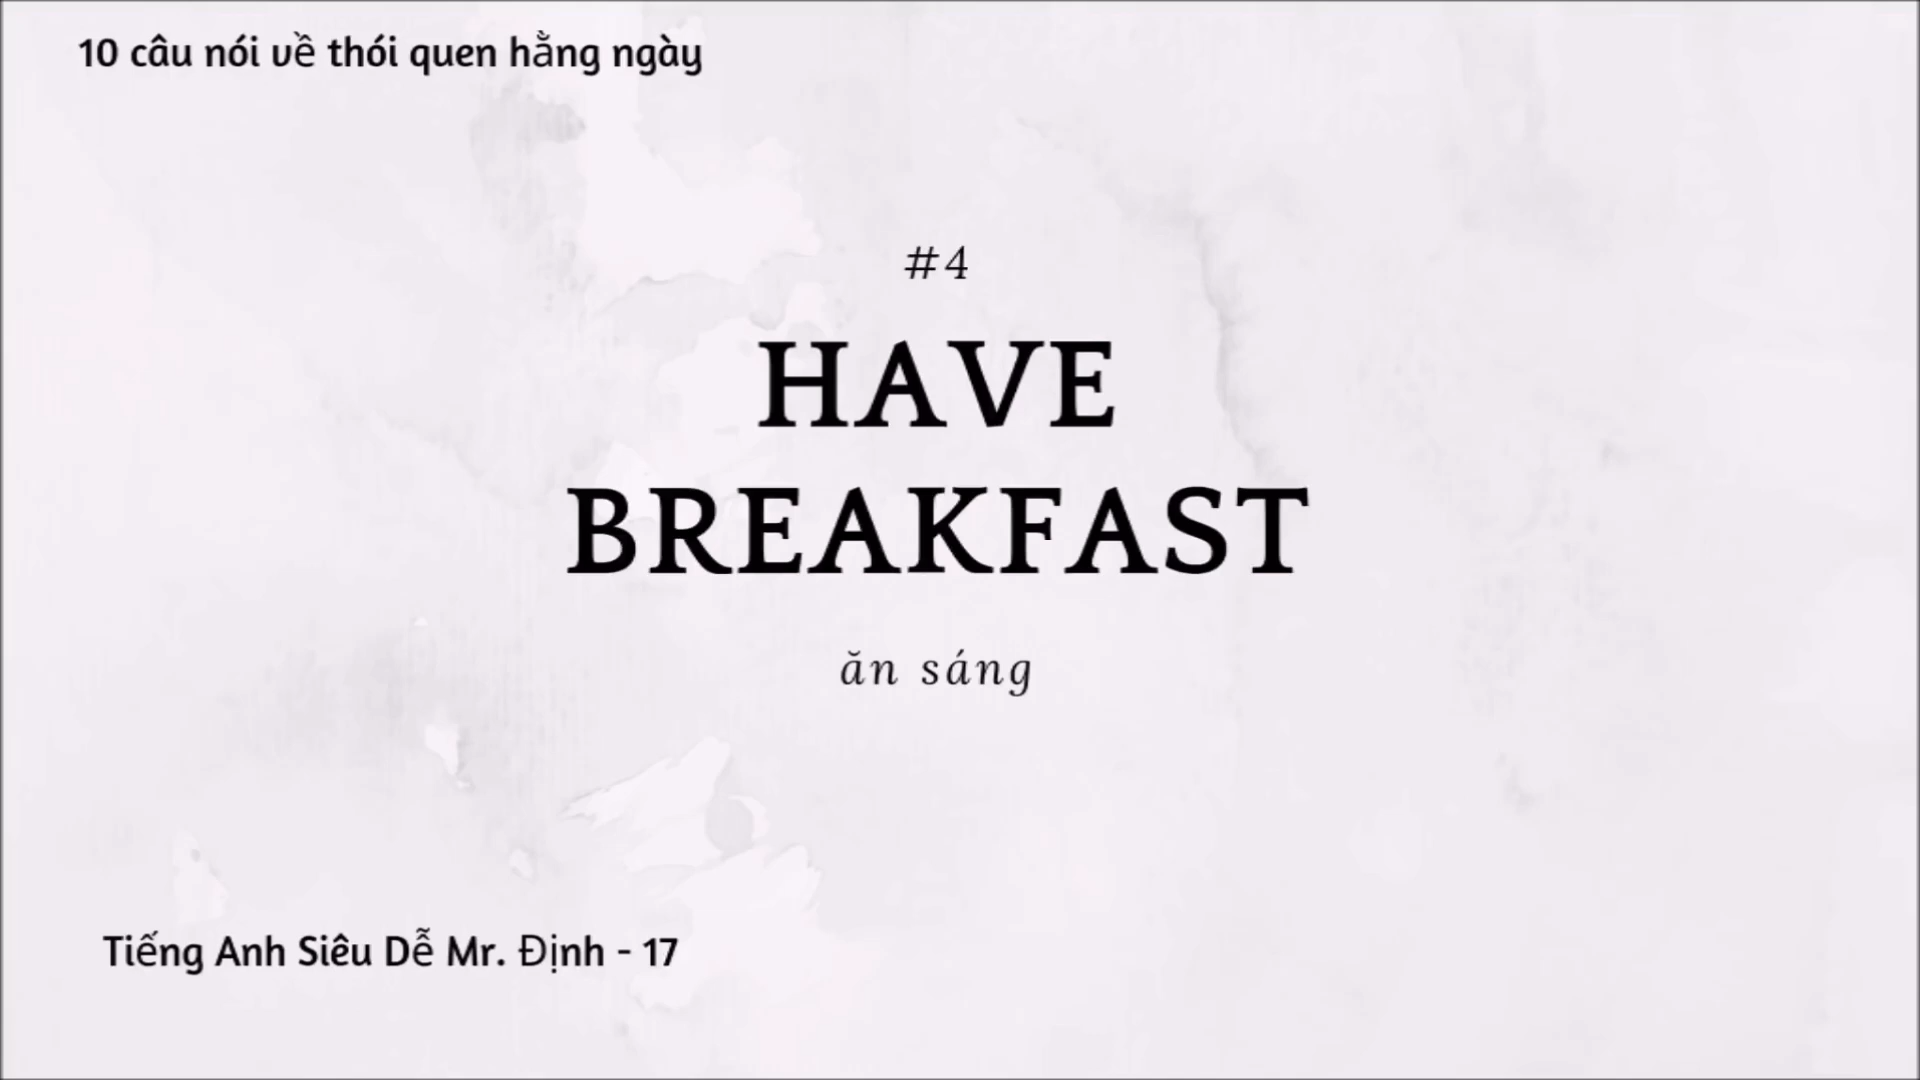 10 câu nói về thói quen hằng ngày
#4
HAVE
BREAKFAST
ăn sáng
Tiếng Anh Siêu Dễ Mr. Định - 17